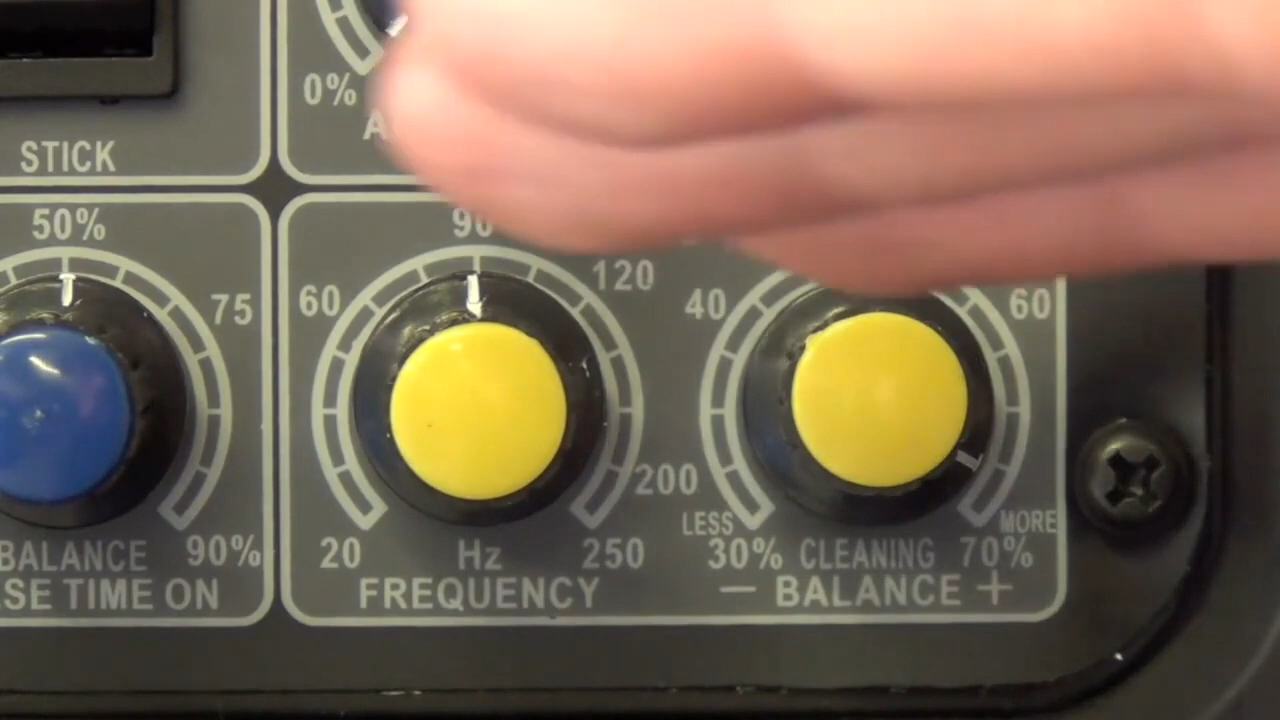 0%
STICK
50%
75
90%
BALANCE
SE TIME ON
90
60
120
200
20
Hz
250
FREQUENCY
40
60
LESS
MORE
30%
CLEANING
70%
− BALANCE +